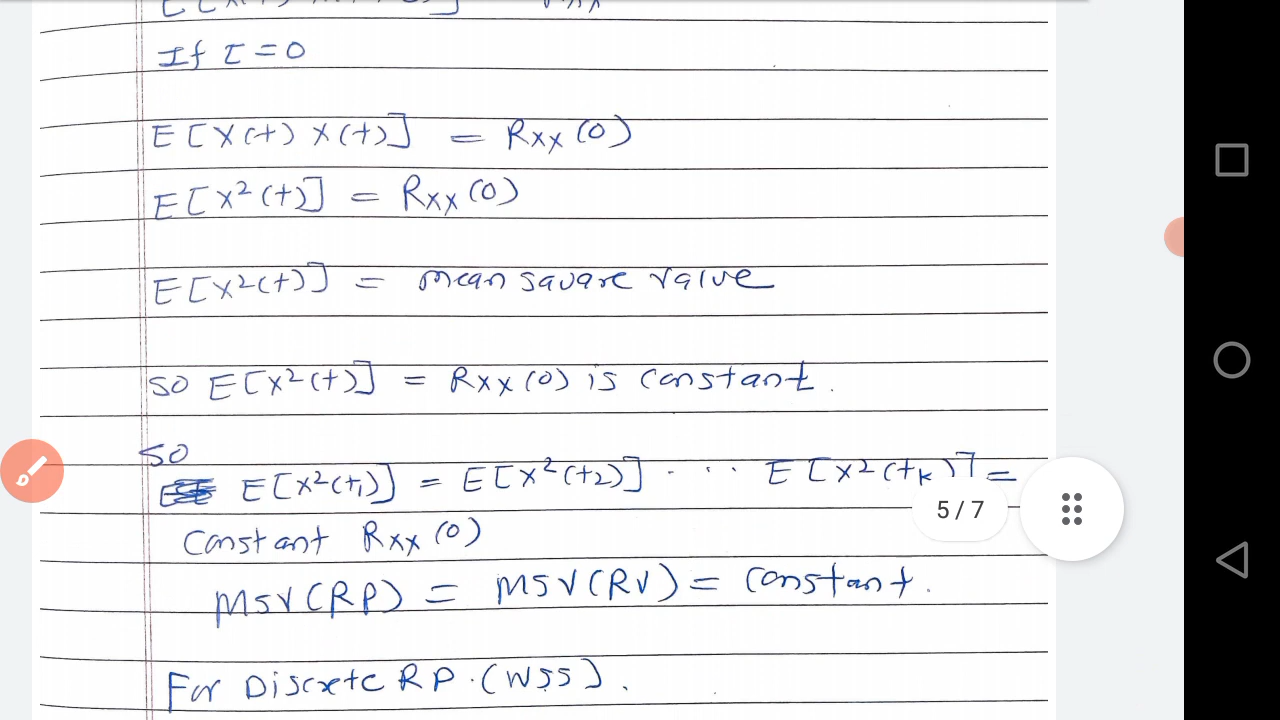 If τ = 0
E[X(t) X(t)] = Rxx(0)
E[X²(t)] = Rxx(0)
E[X²(t)] = mean square value
so E[X²(t)] = Rxx(0) is constant.
so
E[X²(t₁)] = E[X²(t₂)] - ... E[X²(tk)] =
5 / 7
Constant Rxx(0)
MSV(RP) = MSV(RV) = constant.
For Discrete RP. (WSS).